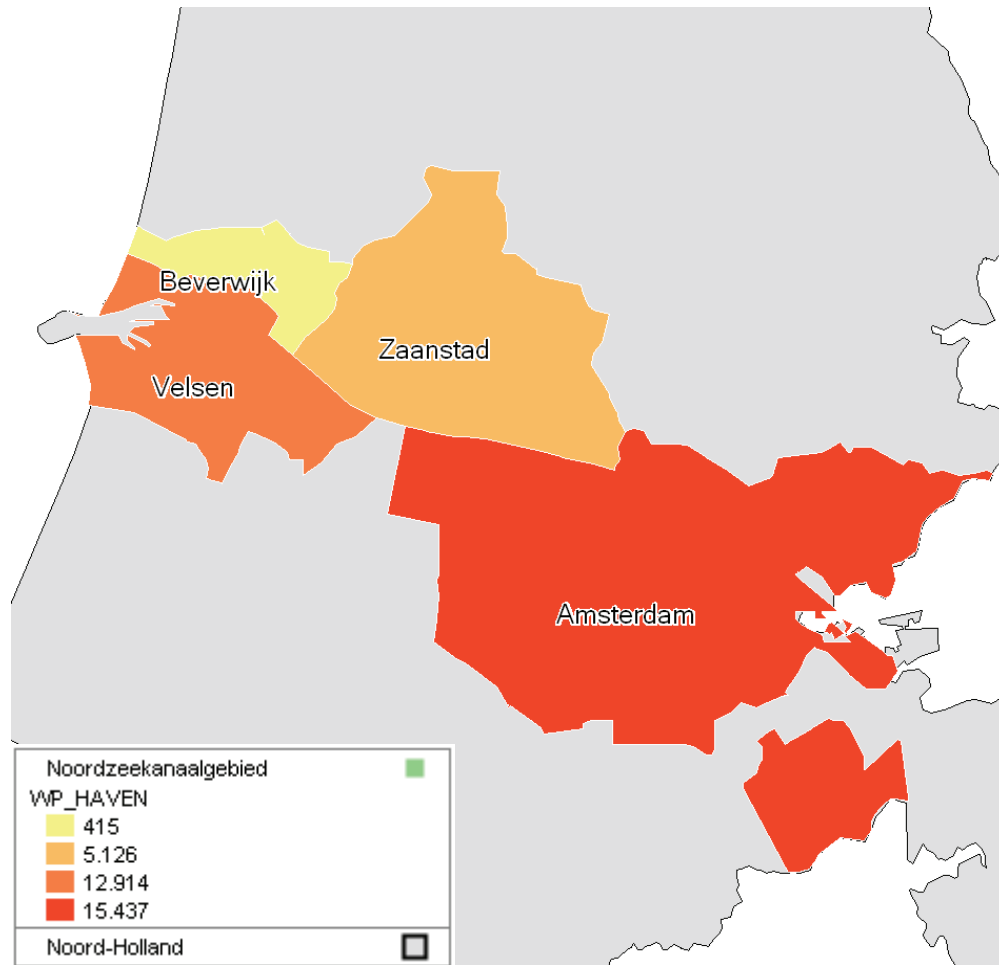 Beverwijk
Zaanstad
Velsen
Amsterdam
Noordzeekanaalgebied
WP_HAVEN
415
5.126
12.914
15.437
Noord-Holland